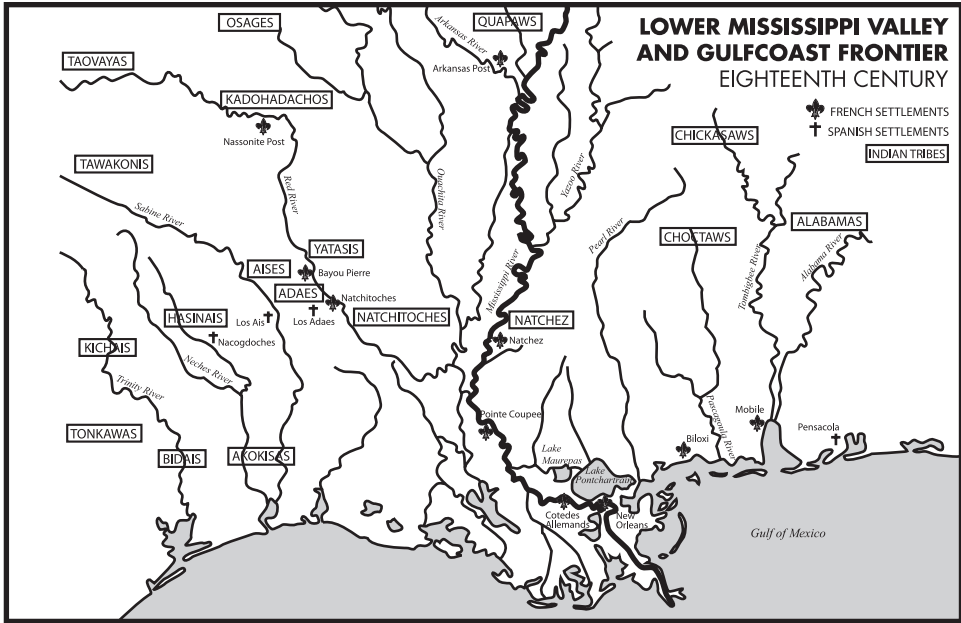 LOWER MISSISSIPPI VALLEY
AND GULFCOAST FRONTIER
EIGHTEENTH CENTURY
FRENCH SETTLEMENTS
SPANISH SETTLEMENTS
INDIAN TRIBES
OSAGES
QUAPAWS
Arkansas River
Arkansas Post
TAOVAYAS
KADOHADACHOS
Nassonite Post
CHICKASAWS
TAWAKONIS
Red River
Ouachita River
Yazoo River
Sabine River
Pearl River
CHOCTAWS
ALABAMAS
YATASIS
Mississippi River
Tombigbee River
Alabama River
AISES
Bayou Pierre
ADAES
Natchitoches
HASINAIS
Los Ais
Los Adaes
NATCHITOCHES
NATCHEZ
Nacogdoches
Natchez
KICHAIS
Neches River
Trinity River
Pointe Coupee
Pascagoula River
Mobile
Pensacola
TONKAWAS
BIDAIS
AKOKISAS
Lake
Maurepas
Biloxi
Lake
Pontchartrain
Cotedes
Allemands
New
Orleans
Gulf of Mexico